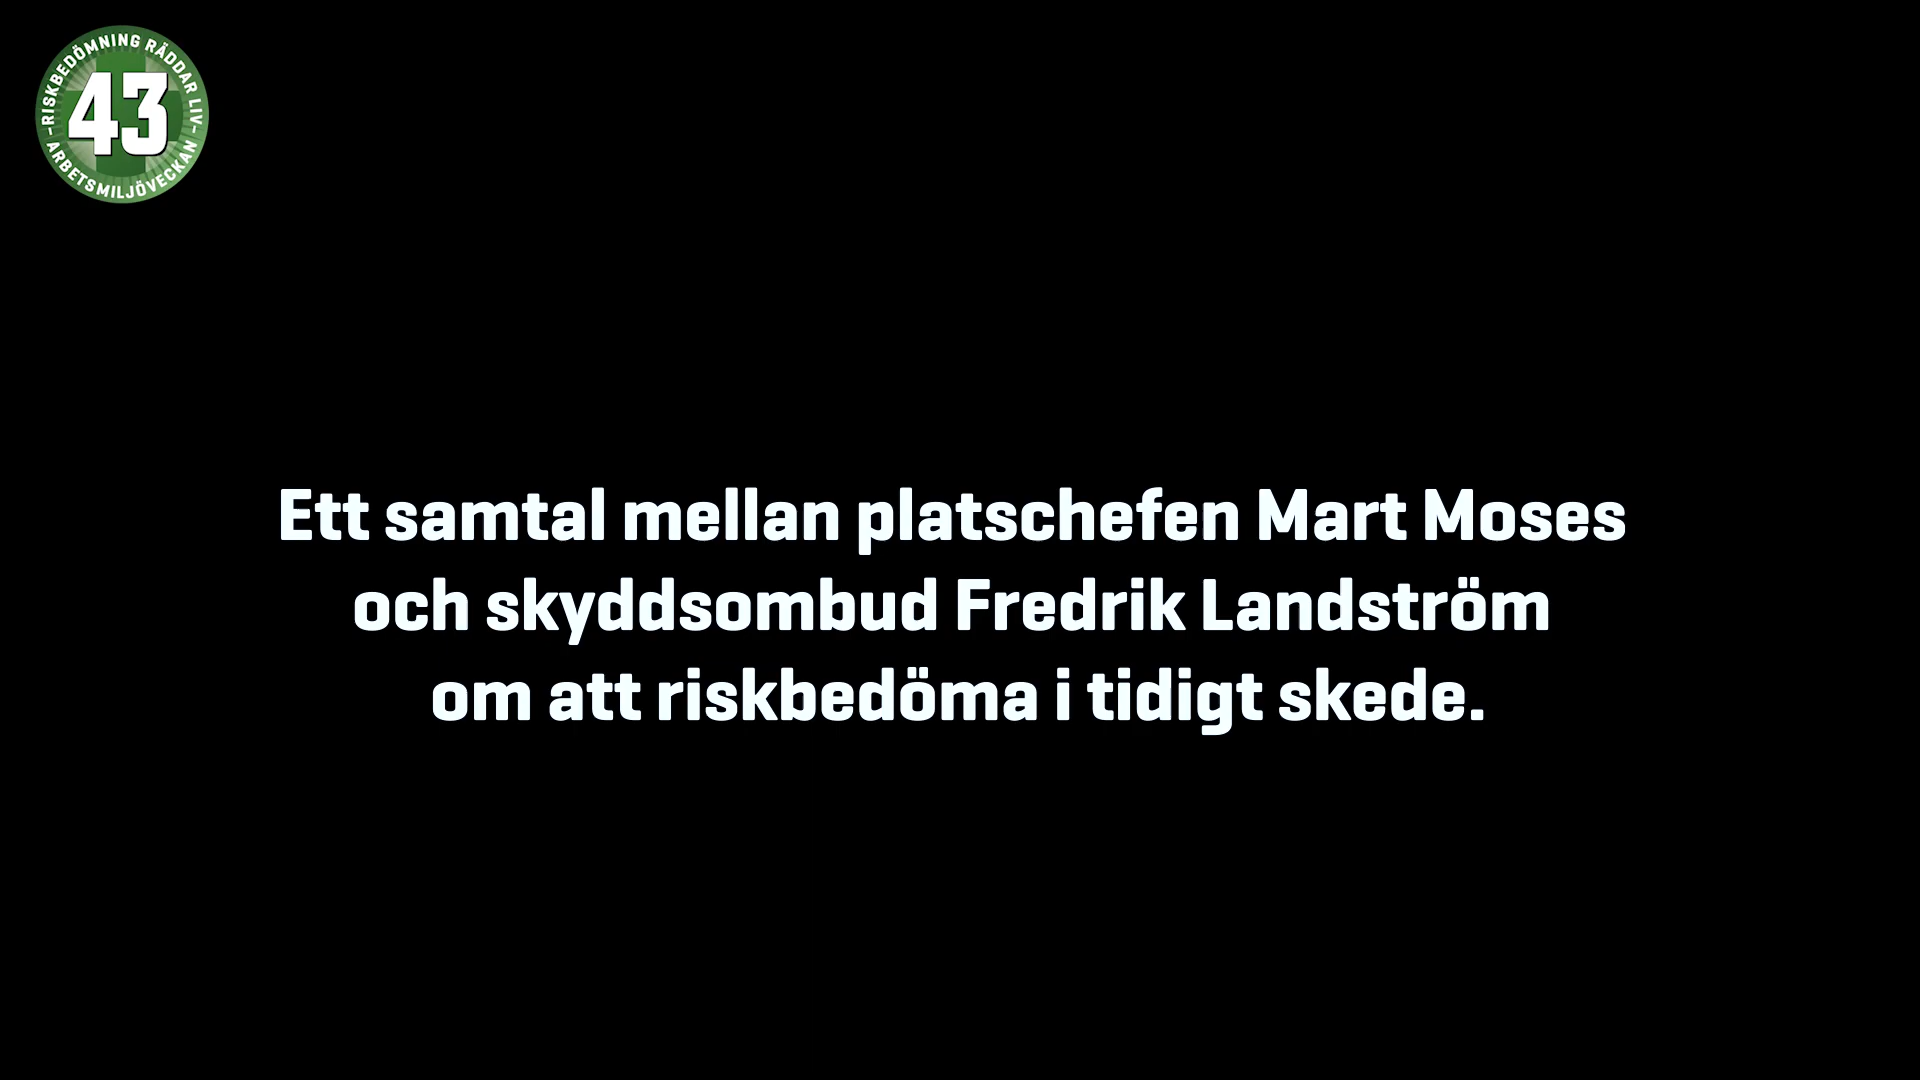 –RISKBEDÖMNING RÄDDAR LIV–
43
ARBETSMILJÖVECKAN
Ett samtal mellan platschefen Mart Moses
och skyddsombud Fredrik Landström
om att riskbedöma i tidigt skede.